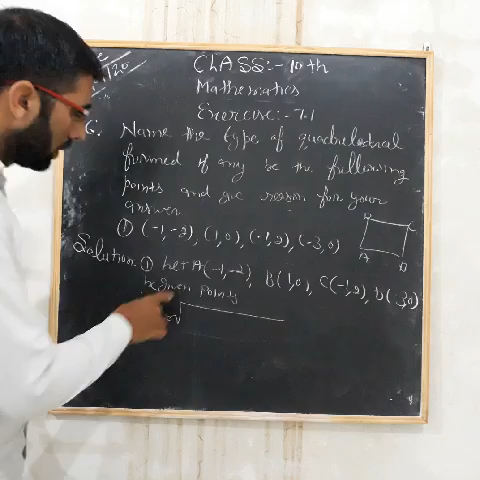 CLASS:- 10th
Mathematics
Exercise:- 7.1
6. Name the type of quadrilateral
formed if any be the following
points and give reason for your
answer
① (-1,-2), (1,0), (-1,2), (-3,0)
Solution ① Let A(-1,-2), B(1,0), C(-1,2), D(-3,0)
be given points
D C
A B